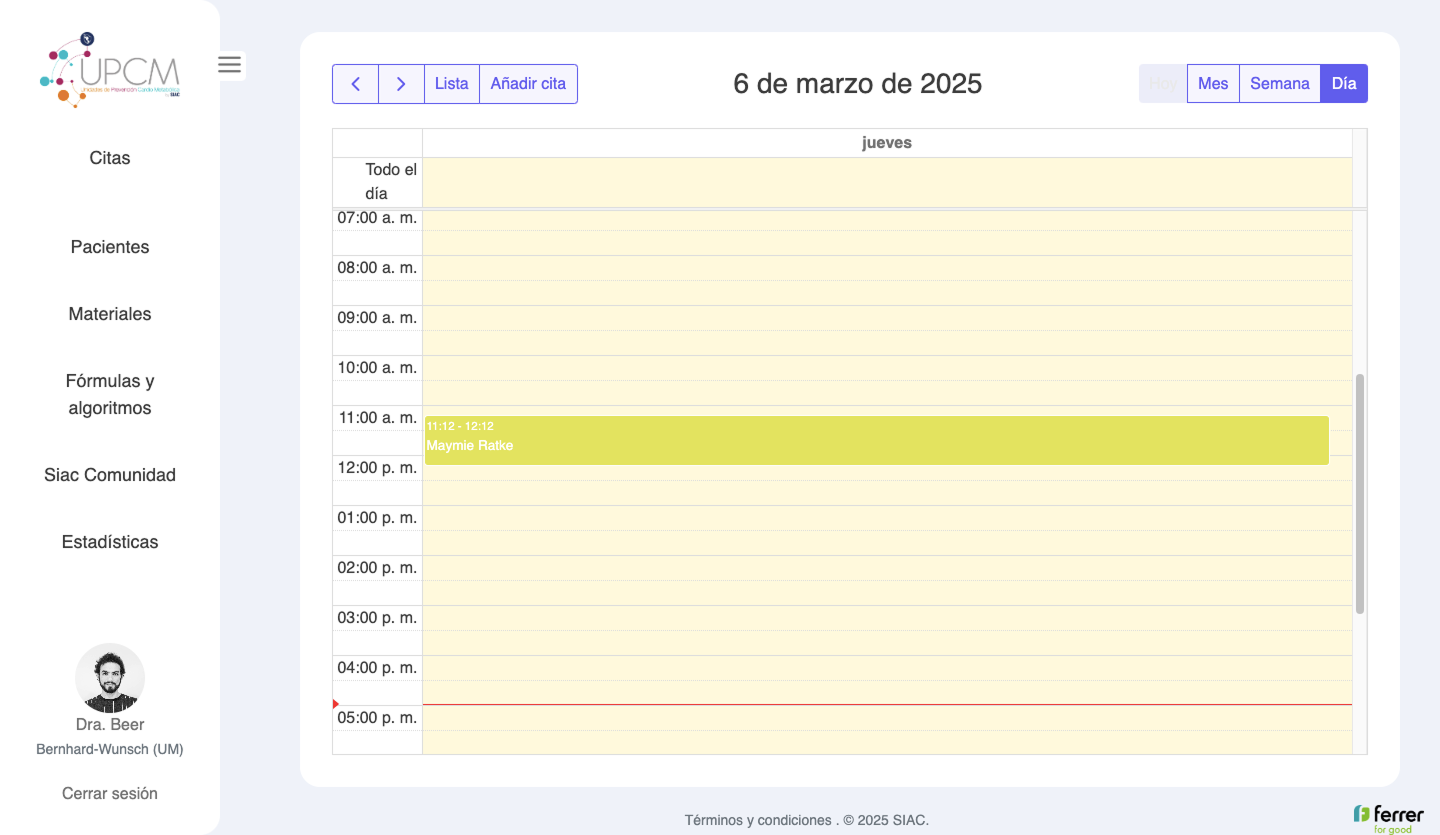 UPCM
Unidades de Prevención Cardio Metabólica
SIAC
Citas
Pacientes
Materiales
Fórmulas y
algoritmos
Siac Comunidad
Estadísticas
Dra. Beer
Bernhard-Wunsch (UM)
Cerrar sesión
Lista
Añadir cita
6 de marzo de 2025
Hoy
Mes
Semana
Día
jueves
Todo el
día
07:00 a. m.
08:00 a. m.
09:00 a. m.
10:00 a. m.
11:00 a. m.
11:12 - 12:12
Maymie Ratke
12:00 p. m.
01:00 p. m.
02:00 p. m.
03:00 p. m.
04:00 p. m.
05:00 p. m.
Términos y condiciones . © 2025 SIAC.
ferrer
for good